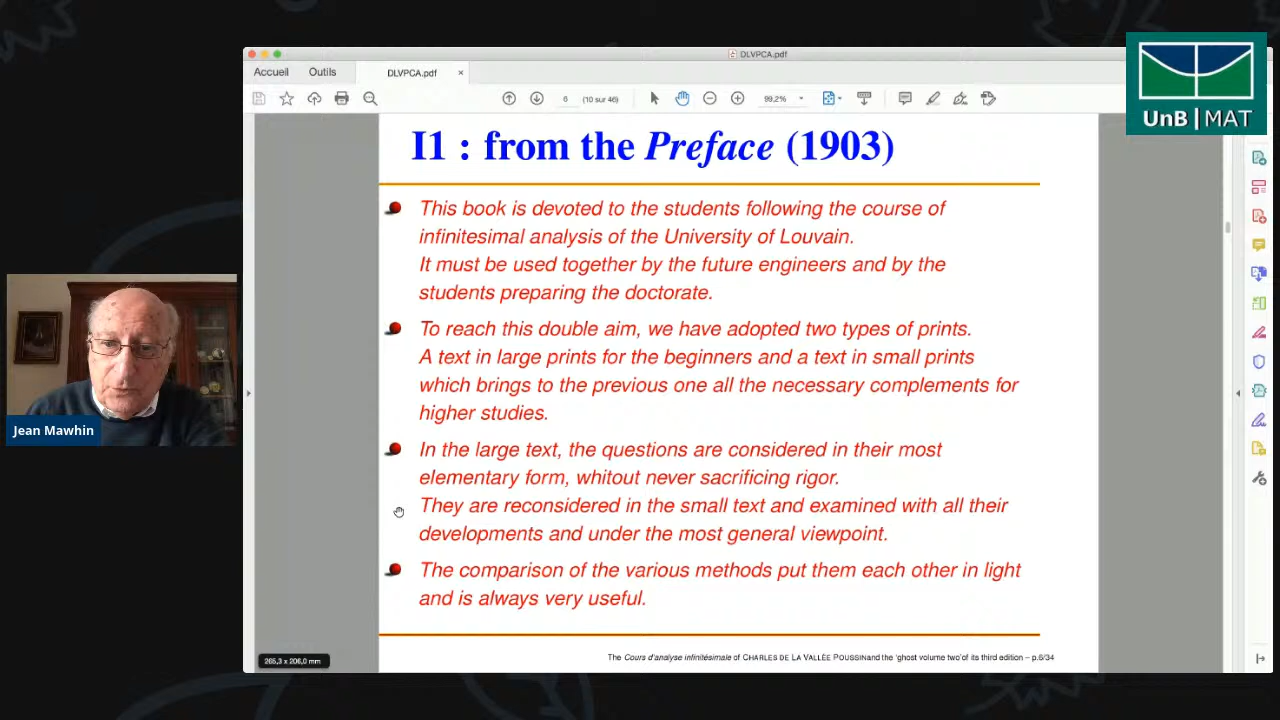 DLVPCA.pdf
Accueil Outils DLVPCA.pdf ×
6 (10 sur 46) 99,2%
UnB | MAT
I1 : from the Preface (1903)
This book is devoted to the students following the course of
infinitesimal analysis of the University of Louvain.
It must be used together by the future engineers and by the
students preparing the doctorate.
To reach this double aim, we have adopted two types of prints.
A text in large prints for the beginners and a text in small prints
which brings to the previous one all the necessary complements for
higher studies.
In the large text, the questions are considered in their most
elementary form, whitout never sacrificing rigor.
They are reconsidered in the small text and examined with all their
developments and under the most general viewpoint.
The comparison of the various methods put them each other in light
and is always very useful.
Jean Mawhin
265,3 x 206,0 mm
The Cours d'analyse infinitésimale of CHARLES DE LA VALLÉE POUSSINand the 'ghost volume two'of its third edition – p.6/34